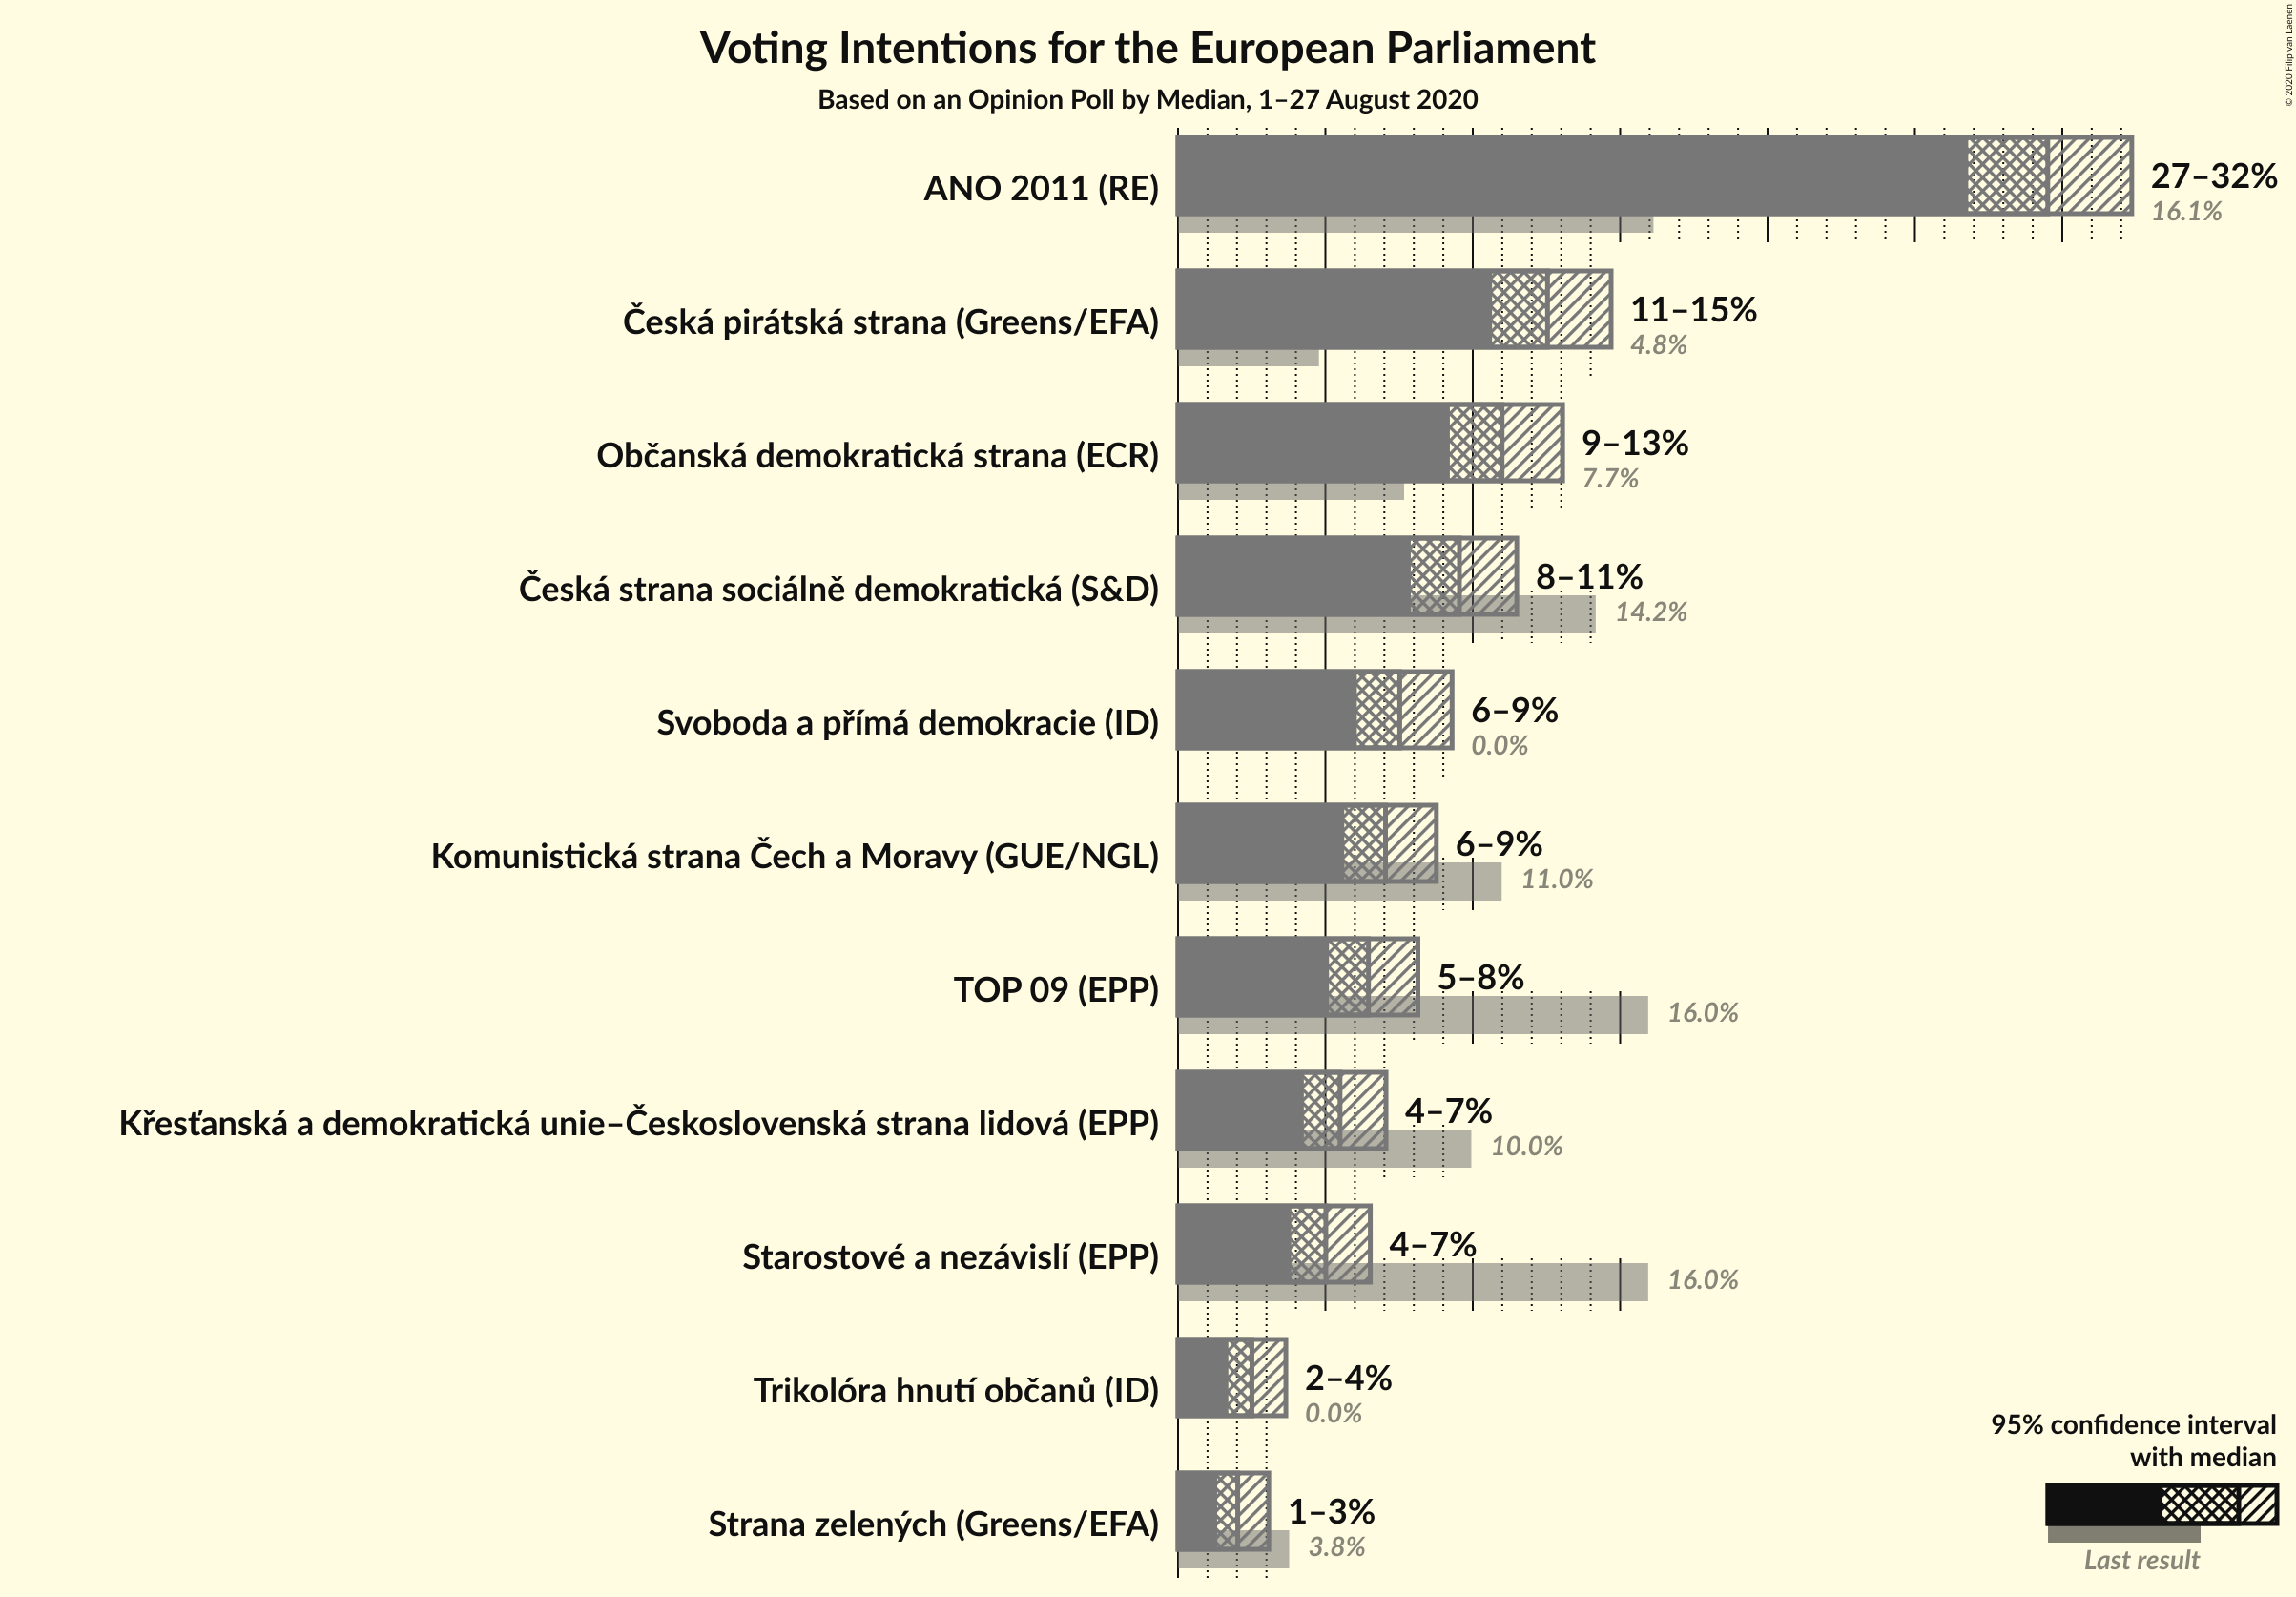 © 2020 Filip van Laenen
Voting Intentions for the European Parliament
Based on an Opinion Poll by Median, 1–27 August 2020
ANO 2011 (RE)
27–32%
16.1%
Česká pirátská strana (Greens/EFA)
11–15%
4.8%
Občanská demokratická strana (ECR)
9–13%
7.7%
Česká strana sociálně demokratická (S&D)
8–11%
14.2%
Svoboda a přímá demokracie (ID)
6–9%
0.0%
Komunistická strana Čech a Moravy (GUE/NGL)
6–9%
11.0%
TOP 09 (EPP)
5–8%
16.0%
Křesťanská a demokratická unie–Československá strana lidová (EPP)
4–7%
10.0%
Starostové a nezávislí (EPP)
4–7%
16.0%
Trikolóra hnutí občanů (ID)
2–4%
0.0%
Strana zelených (Greens/EFA)
1–3%
3.8%
95% confidence interval
with median
Last result